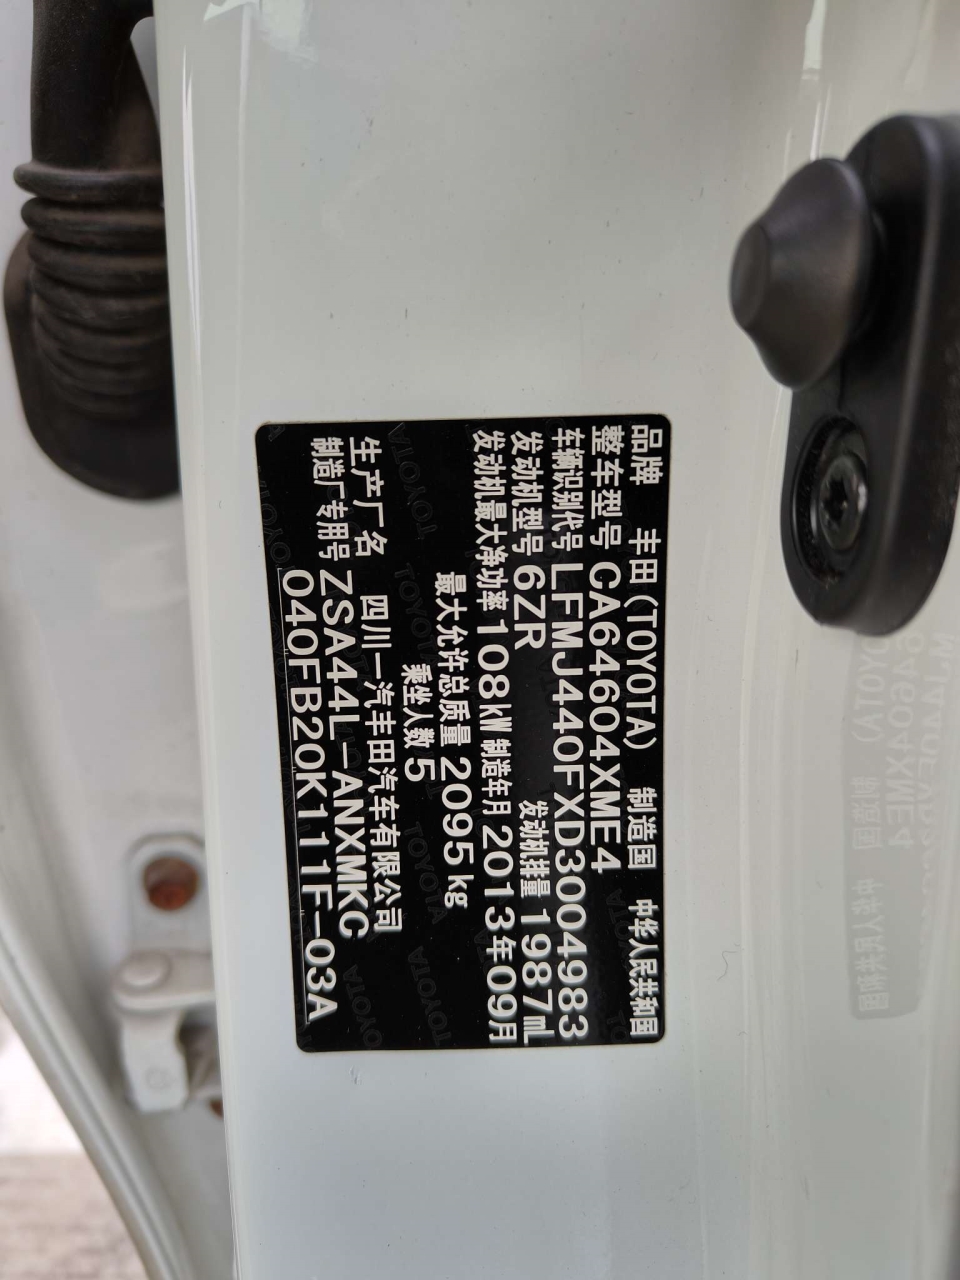 品牌 丰田(TOYOTA) 制造国 中华人民共和国
整车型号 CA64604XME4
车辆识别代号 LFMJ440FXD3004983
发动机型号 6ZR 发动机排量 1987mL
发动机最大净功率 108kW 制造年月 2013年09月
最大允许总质量 2095kg
乘坐人数 5
生产厂名 四川一汽丰田汽车有限公司
制造厂专用号 ZSA44L-ANXMKC
040FB20K111F-03A